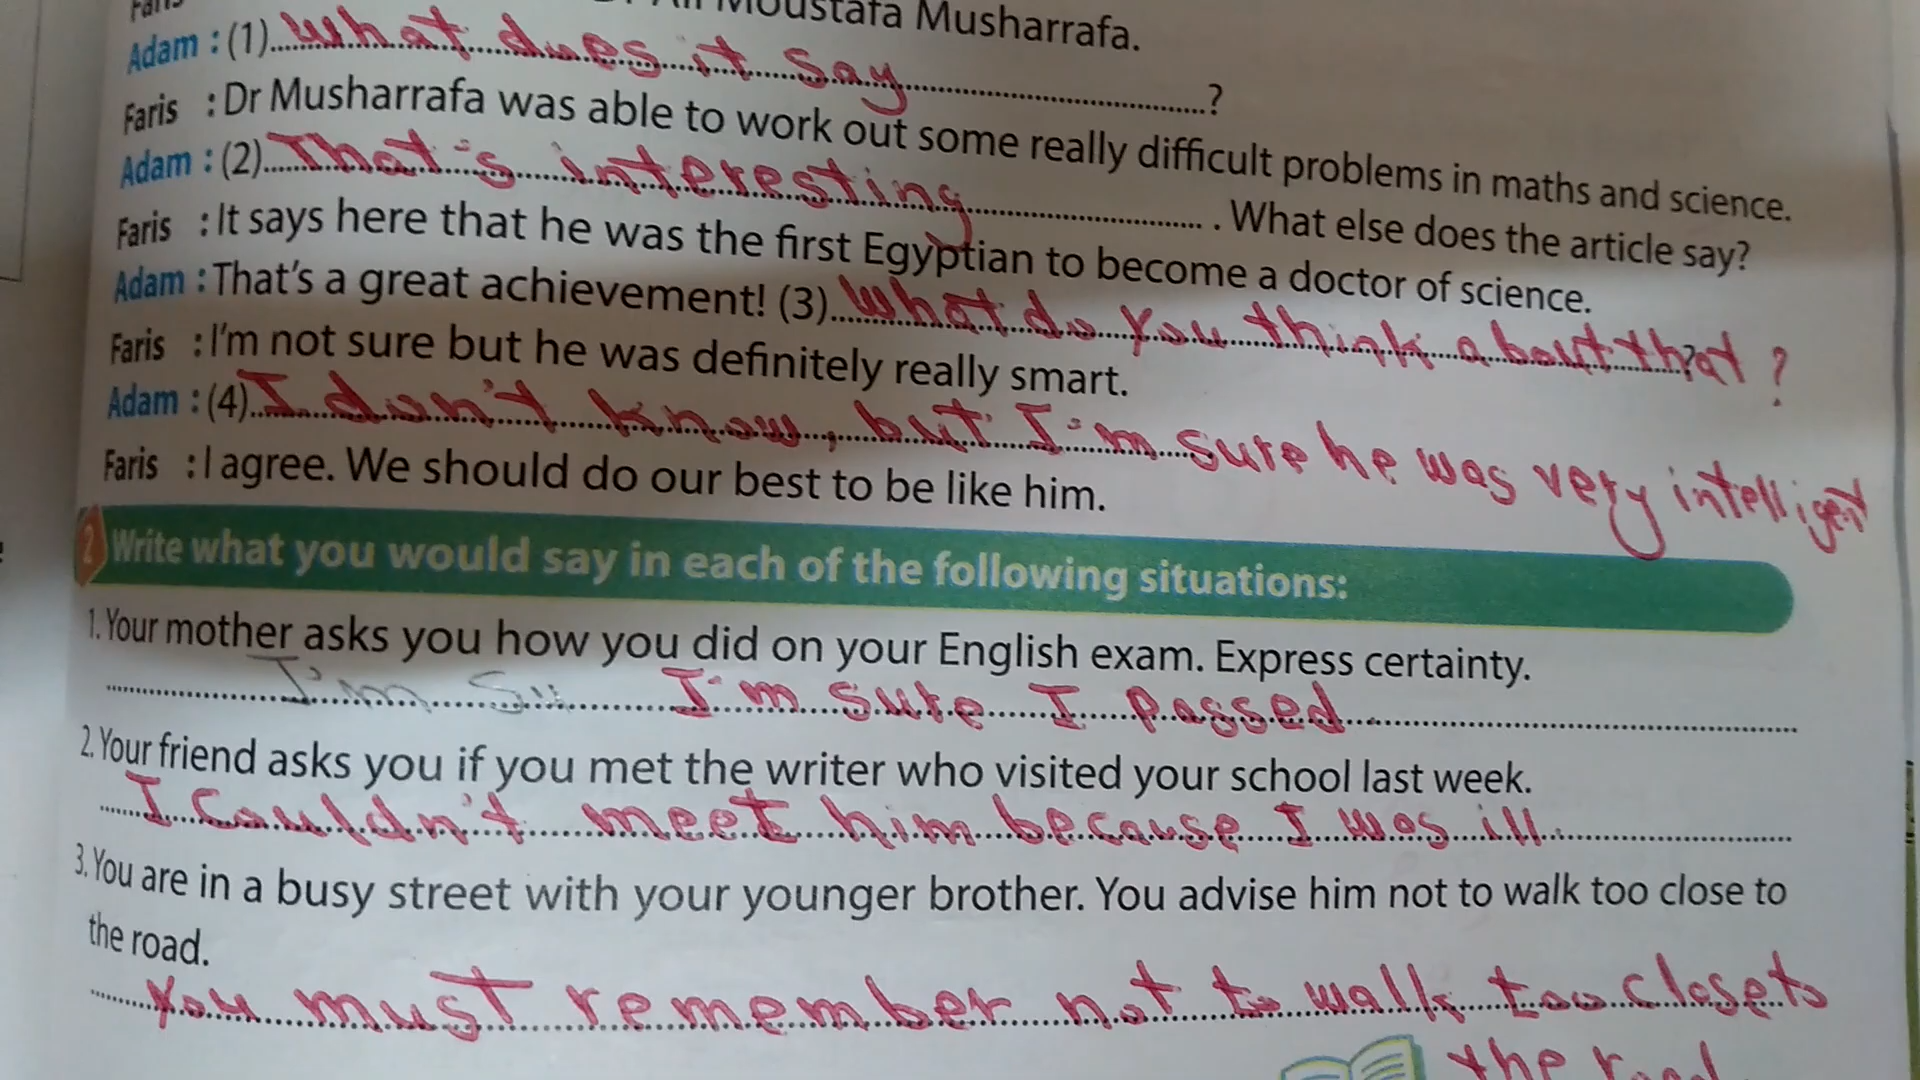 Moustafa Musharrafa.
Adam : (1) What does it say ?
Faris : Dr Musharrafa was able to work out some really difficult problems in maths and science.
Adam : (2) That's interesting . What else does the article say?
Faris : It says here that he was the first Egyptian to become a doctor of science.
Adam : That's a great achievement! (3) What do you think about that ?
Faris : I'm not sure but he was definitely really smart.
Adam : (4) I don't know, but I'm sure he was very intelligent
Faris : I agree. We should do our best to be like him.
2 Write what you would say in each of the following situations:
1. Your mother asks you how you did on your English exam. Express certainty.
I'm I'm sure I passed
2. Your friend asks you if you met the writer who visited your school last week.
I couldn't meet him because I was ill
3. You are in a busy street with your younger brother. You advise him not to walk too close to
the road.
You must remember not to walk too close to
the road